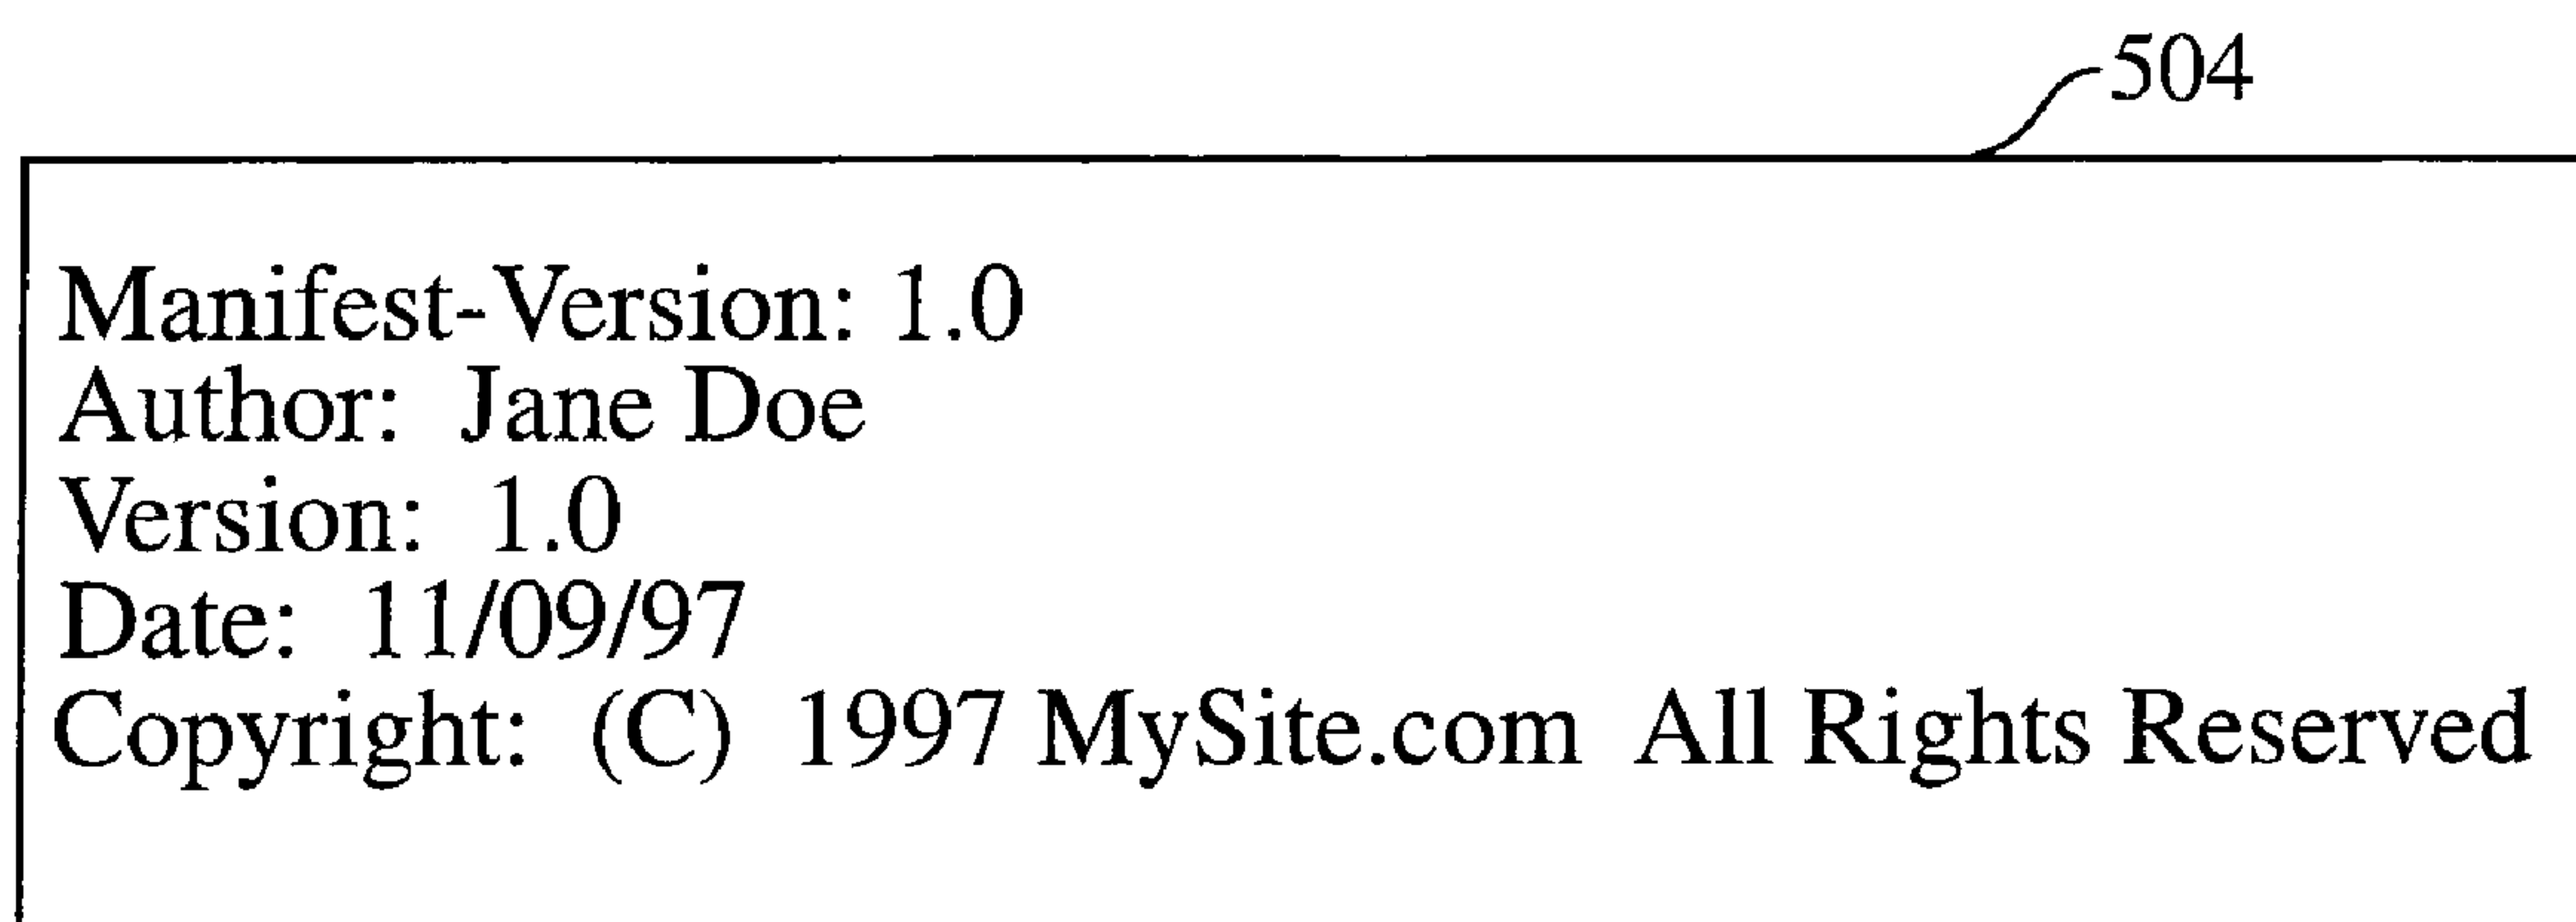 504
Manifest-Version: 1.0
Author:  Jane Doe
Version:  1.0
Date:  11/09/97
Copyright:  (C)  1997 MySite.com  All Rights Reserved